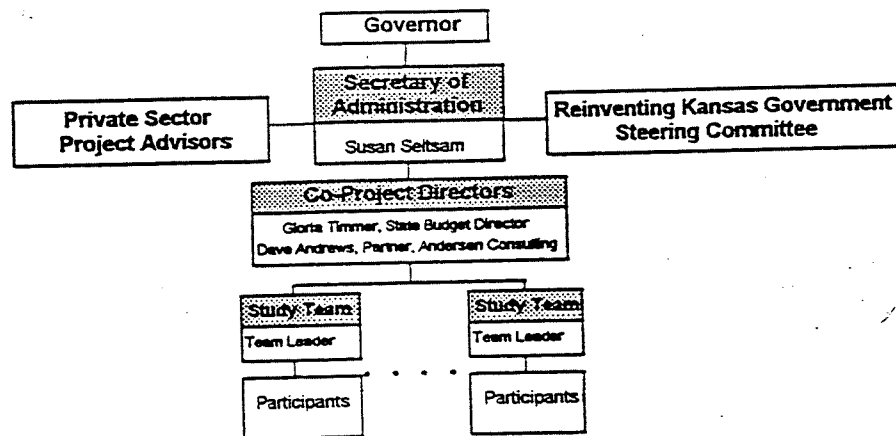 Governor
Secretary of
Administration
Susan Seitsam
Private Sector
Project Advisors
Reinventing Kansas Government
Steering Committee
Co-Project Directors
Gloria Timmer, State Budget Director
Dave Andrews, Partner, Andersen Consulting
Study Team
Team Leader
Participants
Study Team
Team Leader
Participants